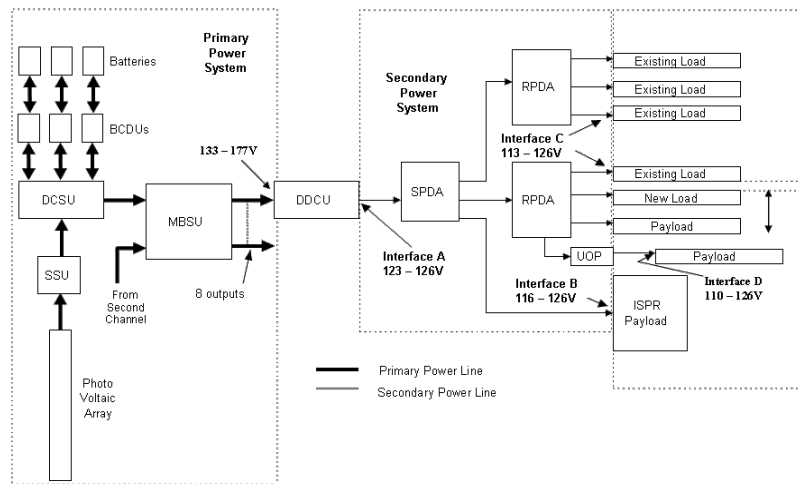 Batteries
BCDUs
Primary
Power
System
133 – 177V
DCSU
MBSU
DDCU
SSU
From
Second
Channel
8 outputs
Photo
Voltaic
Array
Secondary
Power
System
SPDA
RPDA
RPDA
Interface A
123 – 126V
Interface C
113 – 126V
Interface B
116 – 126V
UOP
Existing Load
Existing Load
Existing Load
Existing Load
New Load
Payload
Payload
Interface D
110 – 126V
ISPR
Payload
Primary Power Line
Secondary Power Line